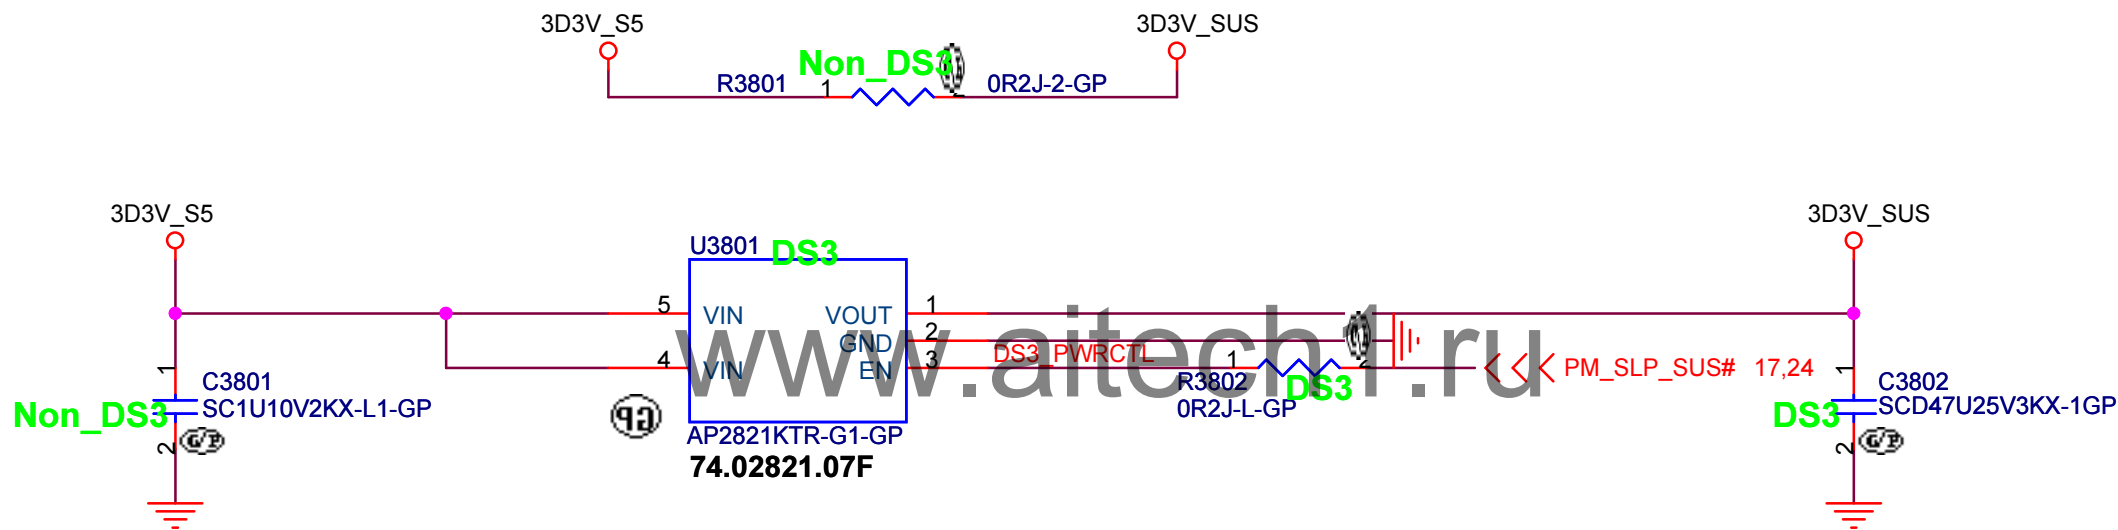 3D3V_S5
3D3V_SUS
Non_DS3
R3801
1
2
0R2J-2-GP
3D3V_S5
3D3V_SUS
U3801
DS3
5
VIN
VOUT
1
GND
2
4
VIN
EN
3
DS3_PWRCTL
1
2
R3802
0R2J-L-GP
DS3
PM_SLP_SUS# 17,24
1
C3801
SC1U10V2KX-L1-GP
Non_DS3
2
G/P
GP
AP2821KTR-G1-GP
74.02821.07F
1
C3802
SCD47U25V3KX-1GP
DS3
2
G/P
www.aitech1.ru